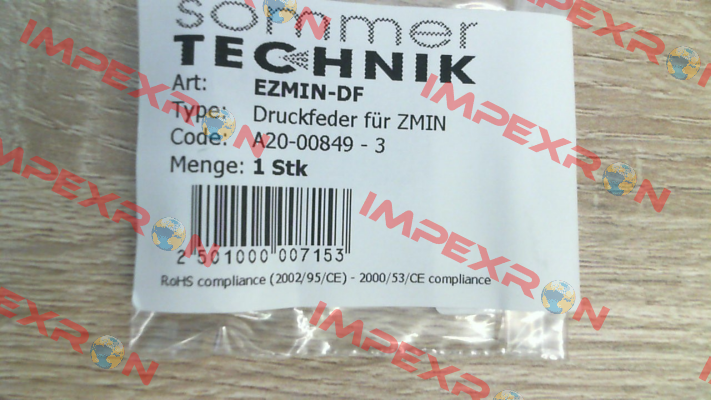 sommer
TECHNIK
Art: EZMIN-DF
Type: Druckfeder für ZMIN
Code: A20-00849 - 3
Menge: 1 Stk
2 501000 007153
RoHS compliance (2002/95/CE) - 2000/53/CE compliance
IMPEXRON
IMPEXRON
IMPEXRON
IMPEXRON
IMPEXRON
IMPEXRON